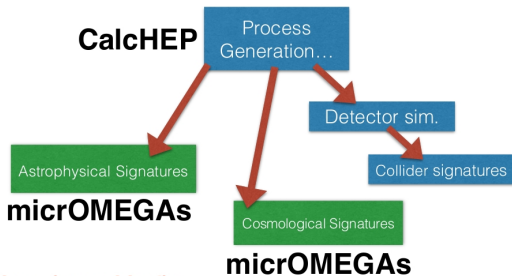 CalcHEP
Process
Generation...
Detector sim.
Astrophysical Signatures
Collider signatures
micrOMEGAs
Cosmological Signatures
micrOMEGAs